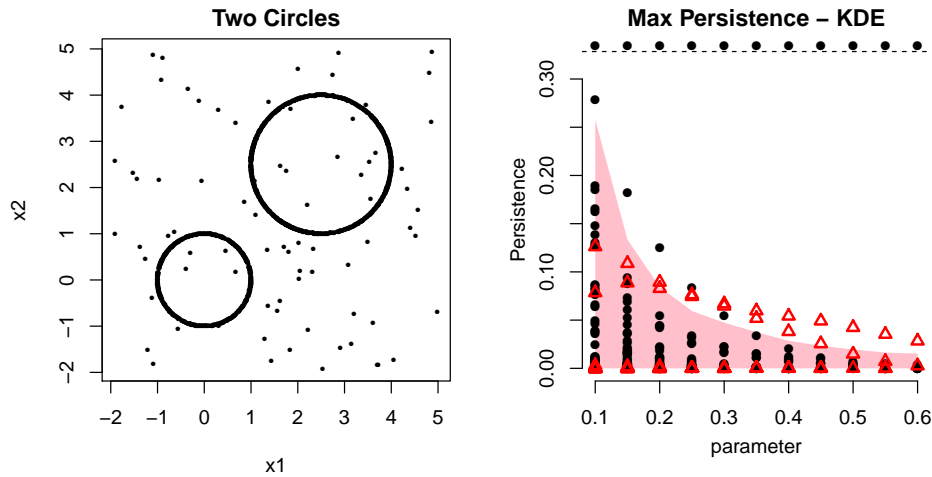 Two Circles
5
4
3
2
1
0
−1
−2
x2
−2 −1 0 1 2 3 4 5
x1
Max Persistence − KDE
0.30
0.20
0.10
0.00
Persistence
0.1 0.2 0.3 0.4 0.5 0.6
parameter